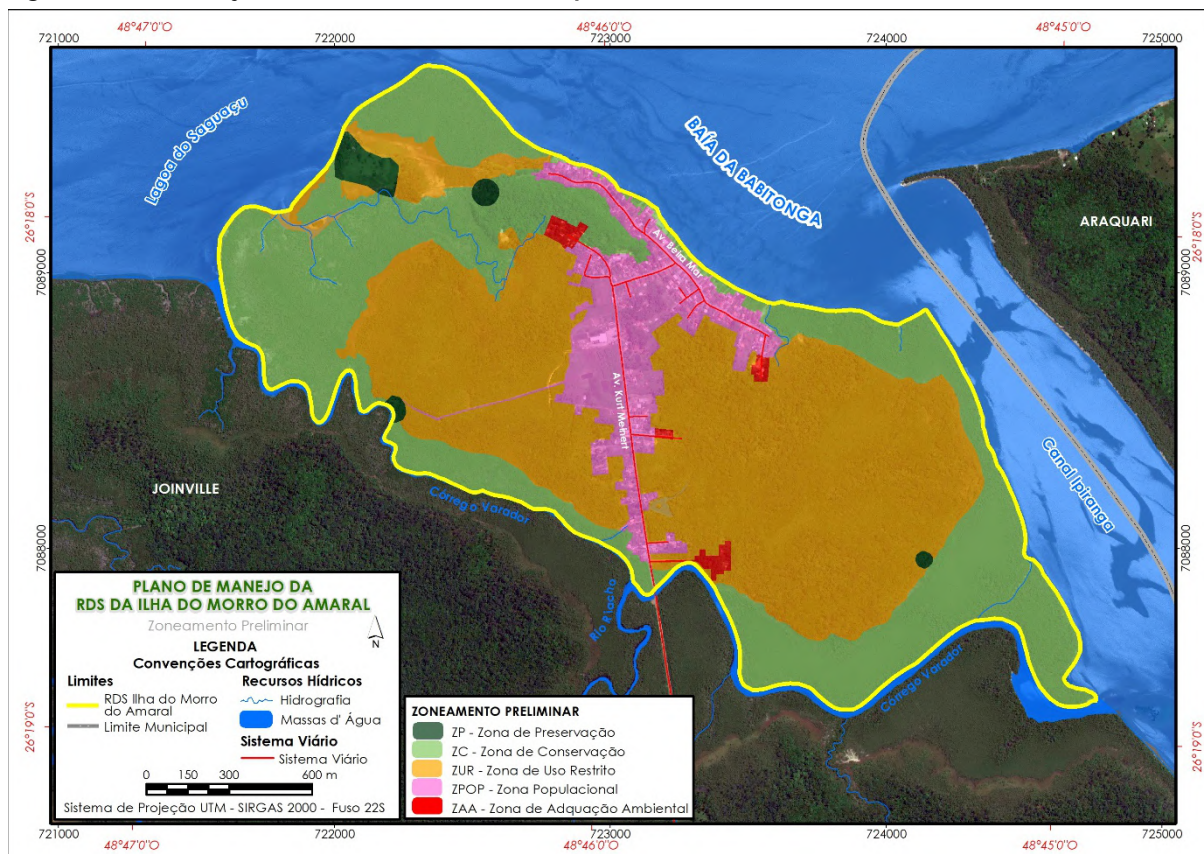 48°47'0"O
48°46'0"O
48°45'0"O
721000
722000
723000
724000
725000
Lagoa do Saguaçu
BAÍA DA BABITONGA
ARAQUARI
26°18'0"S
26°18'0"S
7089000
7089000
Av. Beira Mar
Av. Kurt Meinert
Canal Ipiranga
JOINVILLE
Córrego Varador
7088000
7088000
Rio Riacho
Córrego Varador
26°19'0"S
26°19'0"S
PLANO DE MANEJO DA
RDS DA ILHA DO MORRO DO AMARAL
Zoneamento Preliminar
N
LEGENDA
Convenções Cartográficas
Limites
RDS Ilha do Morro
do Amaral
Limite Municipal
Recursos Hídricos
Hidrografia
Massas d' Água
Sistema Viário
Sistema Viário
0 150 300 600 m
Sistema de Projeção UTM - SIRGAS 2000 - Fuso 22S
ZONEAMENTO PRELIMINAR
ZP - Zona de Preservação
ZC - Zona de Conservação
ZUR - Zona de Uso Restrito
ZPOP - Zona Populacional
ZAA - Zona de Adquação Ambiental
721000
722000
723000
724000
725000
48°47'0"O
48°46'0"O
48°45'0"O